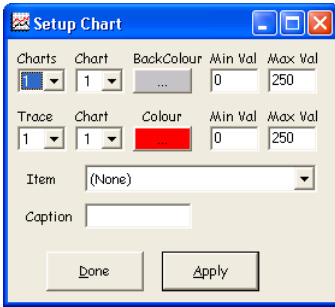 Setup Chart
Charts Chart BackColour Min Val Max Val
1 1 ... 0 250
Trace Chart Colour Min Val Max Val
1 1 ... 0 250
Item (None)
Caption
Done Apply